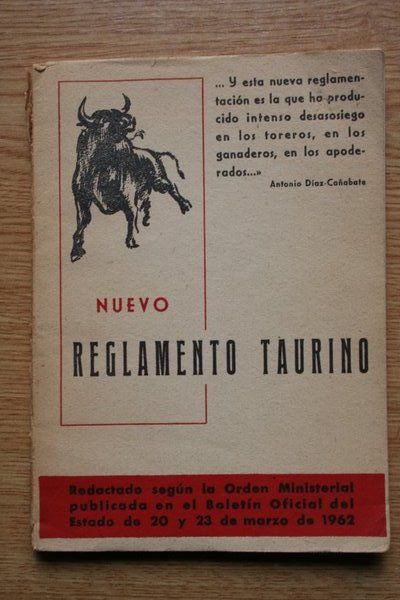 ... Y esta nueva reglamen-
tación es la que ha produ-
cido intenso desasosiego
en los toreros, en los
ganaderos, en los apode-
rados...»
Antonio Díaz-Cañabate
NUEVO
REGLAMENTO TAURINO
Redactado según la Orden Ministerial
publicada en el Boletín Oficial del
Estado de 20 y 23 de marzo de 1962